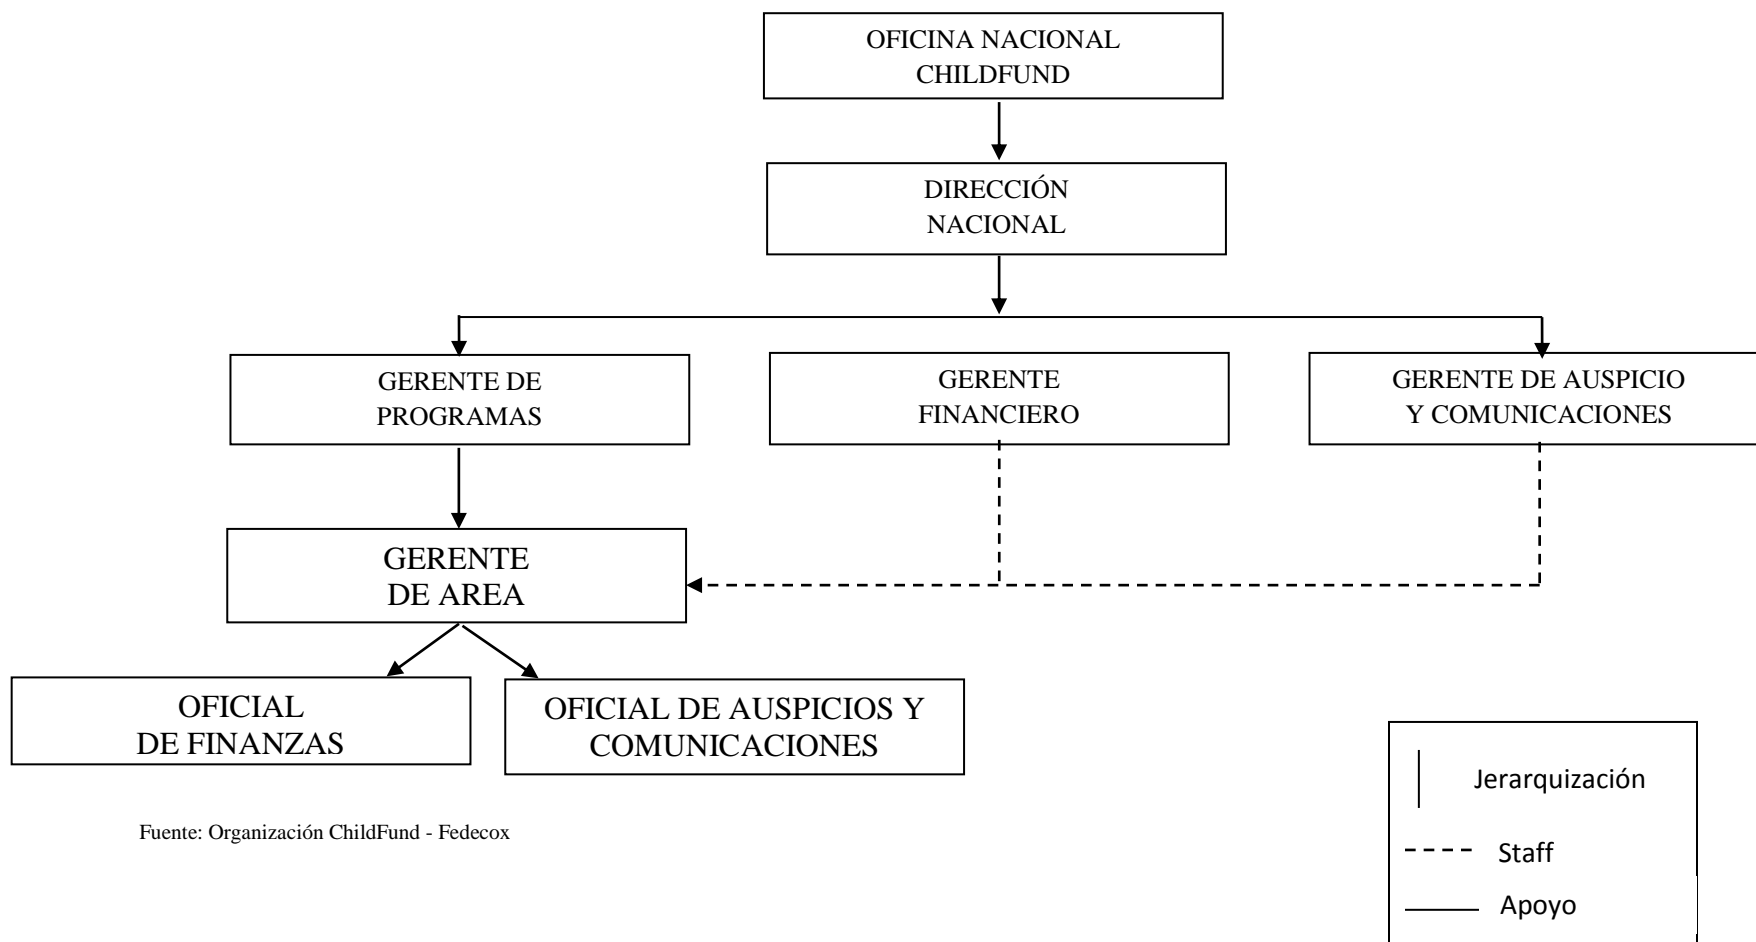 OFICINA NACIONAL
CHILDFUND
DIRECCIÓN
NACIONAL
GERENTE DE
PROGRAMAS
GERENTE
FINANCIERO
GERENTE DE AUSPICIO
Y COMUNICACIONES
GERENTE
DE AREA
OFICIAL
DE FINANZAS
OFICIAL DE AUSPICIOS Y
COMUNICACIONES
Jerarquización
Staff
Apoyo
Fuente: Organización ChildFund - Fedecox